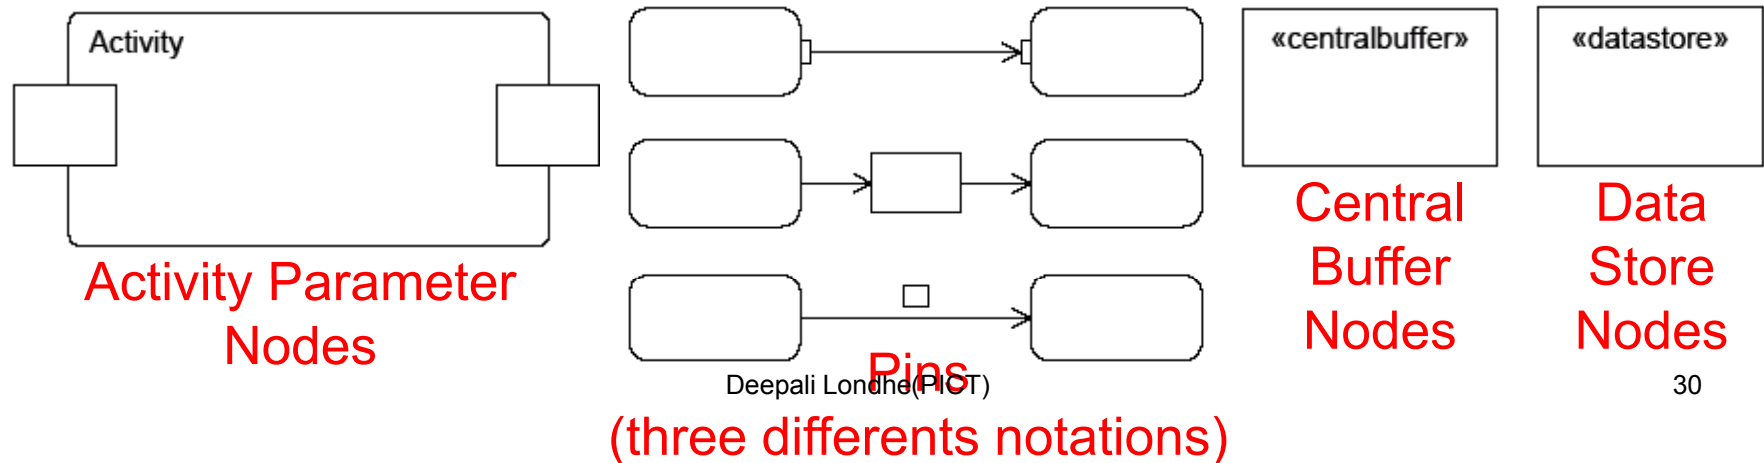 Activity
Activity Parameter
Nodes
Pins
(three differents notations)
«centralbuffer»
Central
Buffer
Nodes
«datastore»
Data
Store
Nodes
Deepali Londhe(PICT)
30